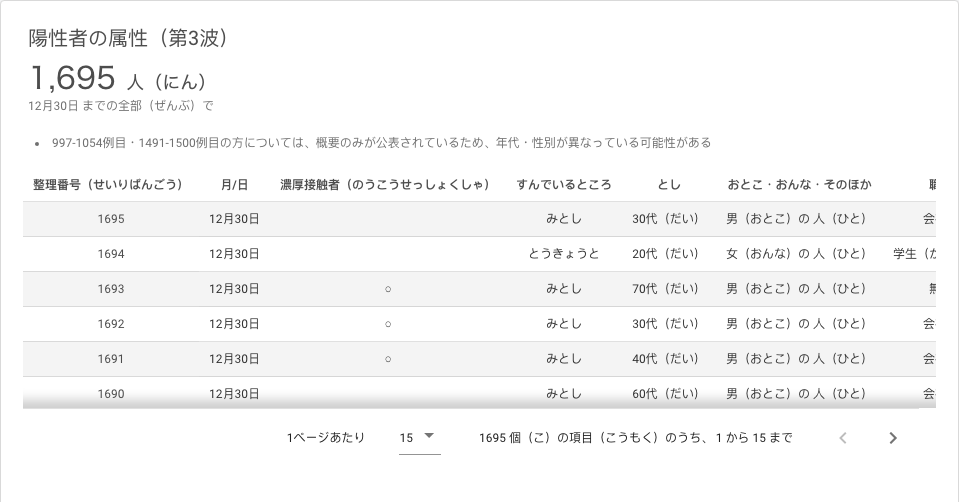 陽性者の属性（第3波）
1,695 人（にん）
12月30日 までの全部（ぜんぶ）で
• 997-1054例目・1491-1500例目の方については、概要のみが公表されているため、年代・性別が異なっている可能性がある
整理番号（せいりばんごう） 月/日 濃厚接触者（のうこうせっしょくしゃ） すんでいるところ とし おとこ・おんな・そのほか
1695 12月30日 みとし 30代（だい） 男（おとこ）の 人（ひと） 会
1694 12月30日 とうきょうと 20代（だい） 女（おんな）の 人（ひと） 学生（
1693 12月30日 ○ みとし 70代（だい） 男（おとこ）の 人（ひと）
1692 12月30日 ○ みとし 30代（だい） 男（おとこ）の 人（ひと） 会
1691 12月30日 ○ みとし 40代（だい） 男（おとこ）の 人（ひと） 会
1690 12月30日 みとし 60代（だい） 男（おとこ）の 人（ひと） 会
1ページあたり 15 1695 個（こ）の項目（こうもく）のうち、1 から 15 まで